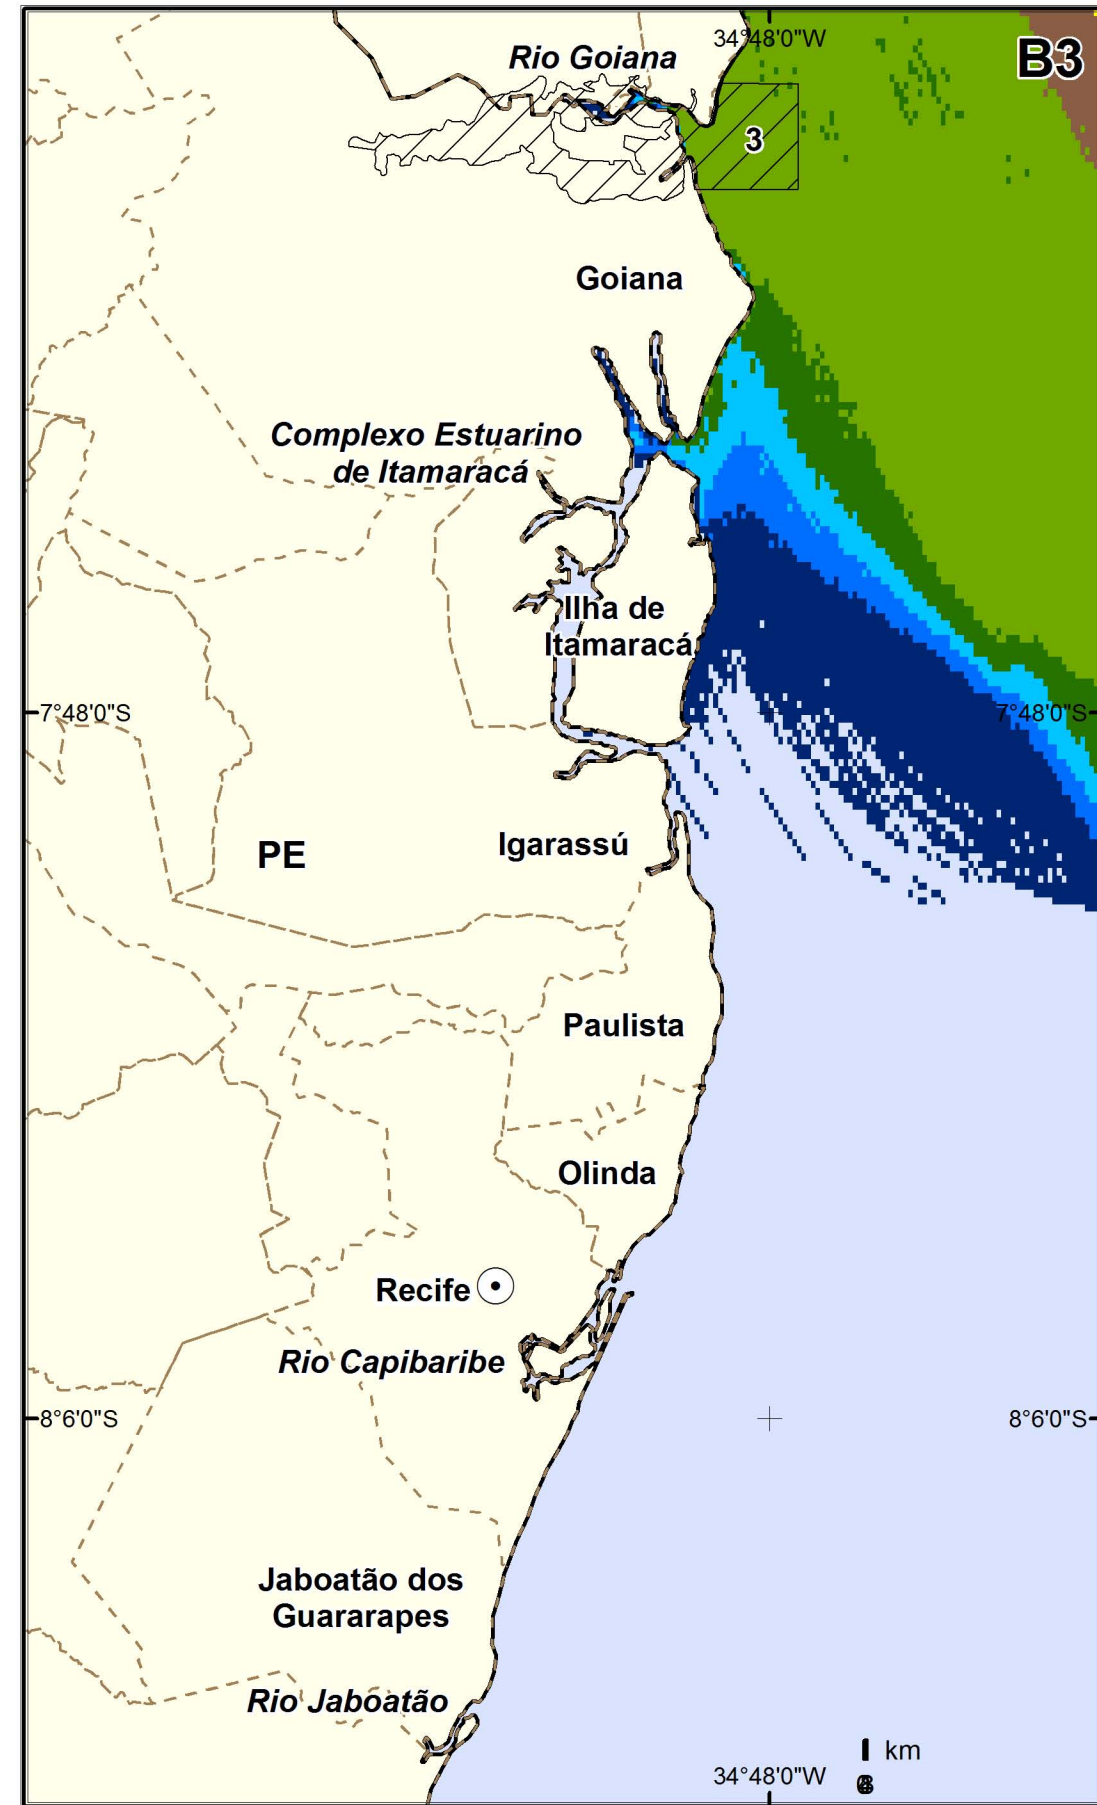 34°48'0"W
B3
Rio Goiana
3
Goiana
Complexo Estuarino
de Itamaracá
Ilha de
Itamaracá
7°48'0"S
7°48'0"S
Igarassú
PE
Paulista
Olinda
Recife
Rio Capibaribe
8°6'0"S
8°6'0"S
Jaboatão dos
Guararapes
Rio Jaboatão
km
34°48'0"W